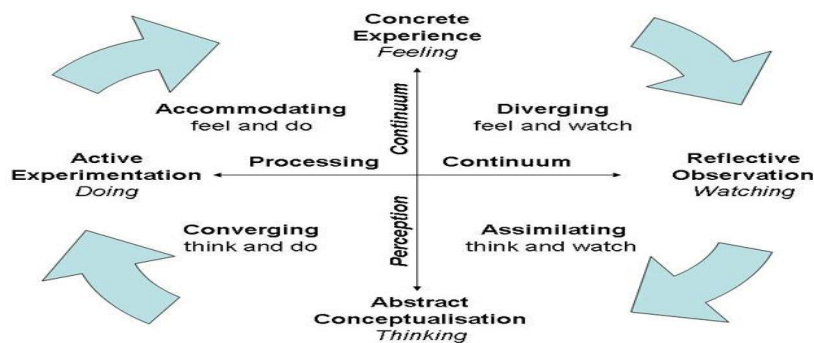 Concrete
Experience
Feeling
Accommodating
feel and do
Continuum
Diverging
feel and watch
Active
Experimentation
Doing
Processing
Continuum
Reflective
Observation
Watching
Converging
think and do
Perception
Assimilating
think and watch
Abstract
Conceptualisation
Thinking